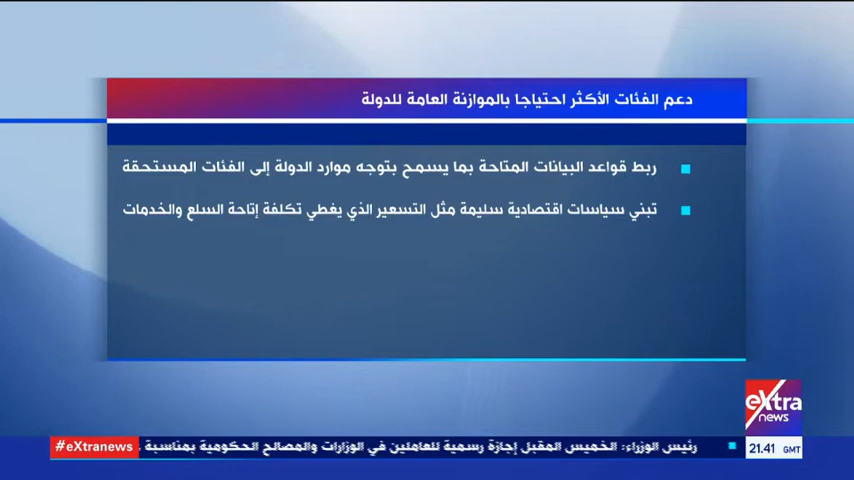 دعم الفئات الأكثر احتياجا بالموازنة العامة للدولة
ربط قواعد البيانات المتاحة بما يسمح بتوجه موارد الدولة إلى الفئات المستحقة
تبني سياسات اقتصادية سليمة مثل التسعير الذي يغطي تكلفة إتاحة السلع والخدمات
eXtra
news
رئيس الوزراء: الخميس المقبل إجازة رسمية للعاملين في الوزارات والمصالح الحكومية بمناسبة
#eXtranews
21.41 GMT